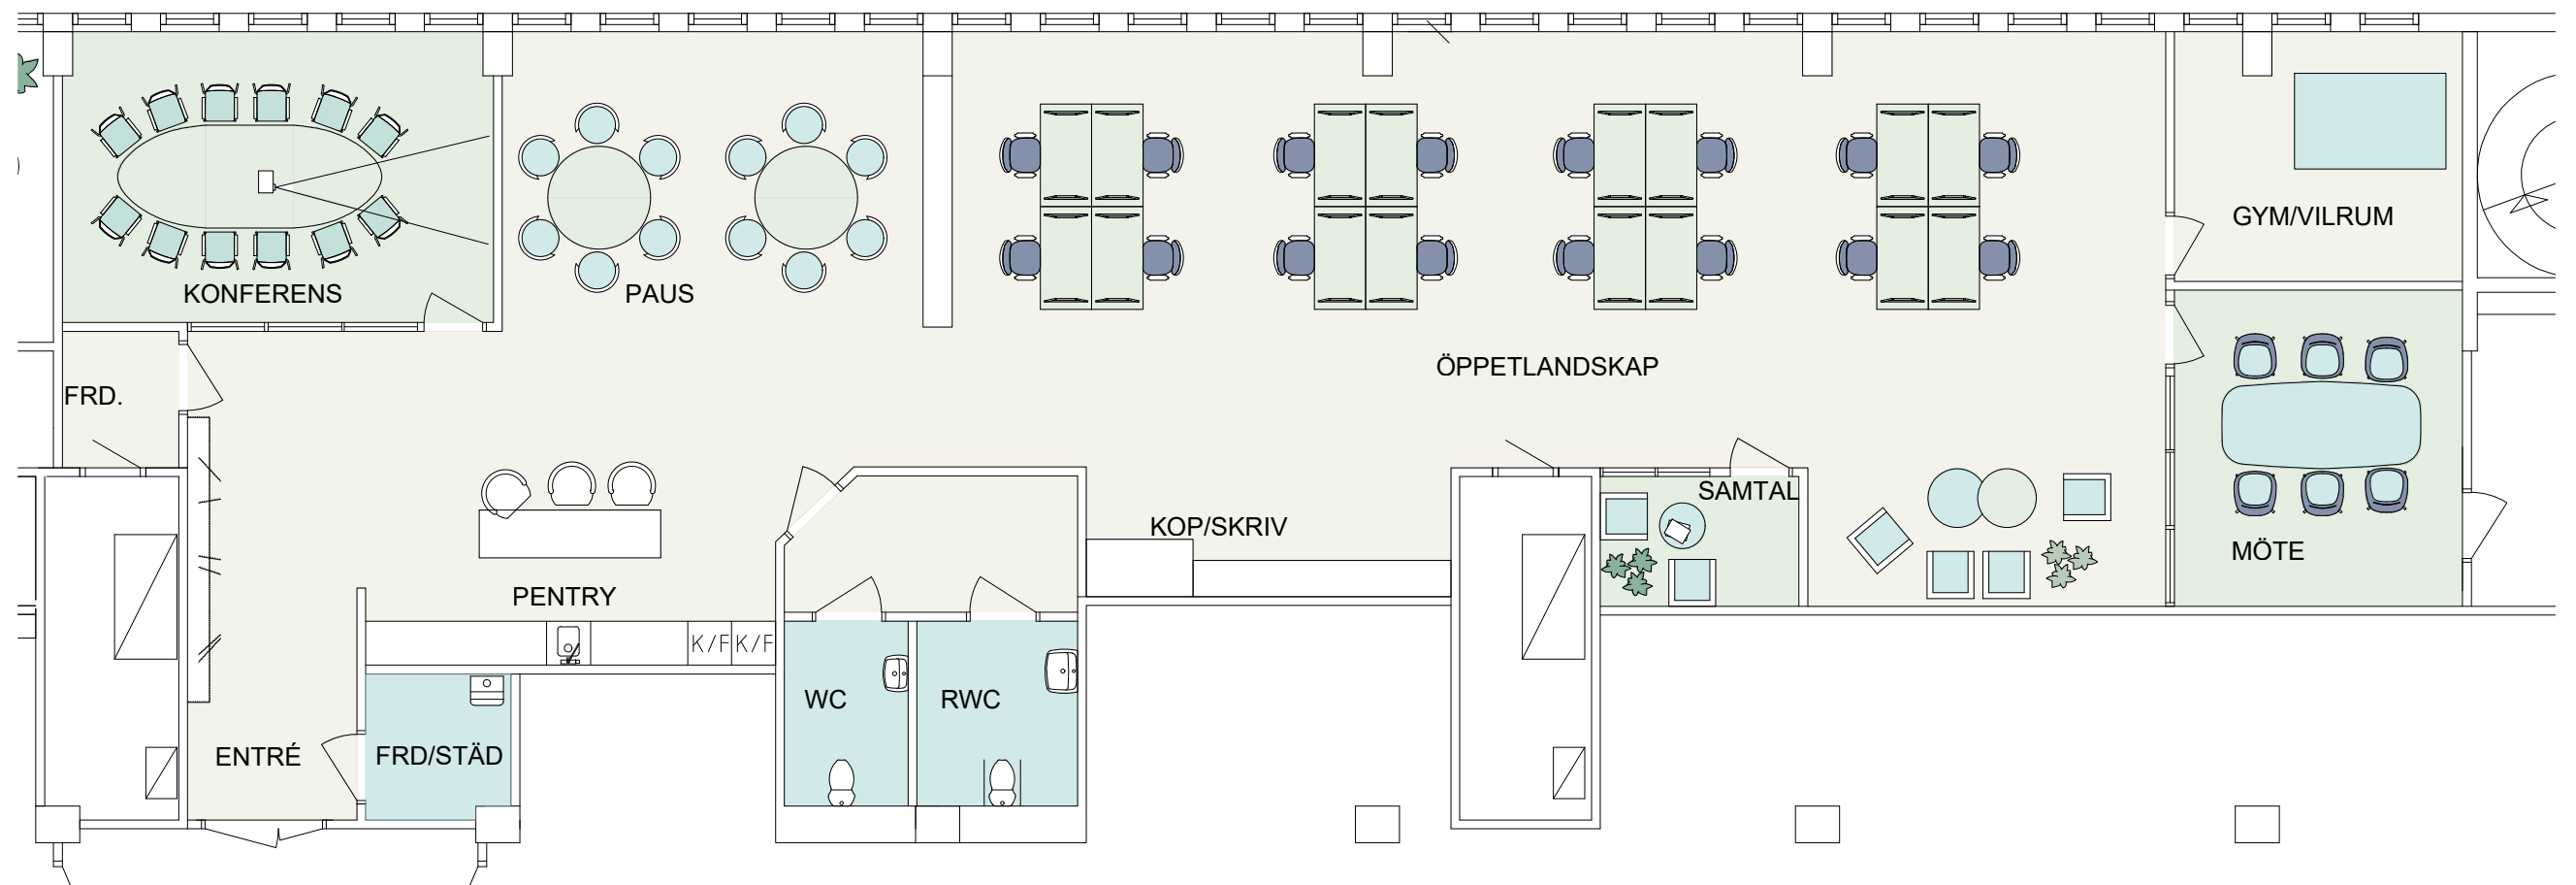 GYM/VILRUM
KONFERENS
PAUS
ÖPPETLANDSKAP
FRD.
SAMTAL
KOP/SKRIV
MÖTE
PENTRY
K/F K/F
WC
RWC
ENTRÉ
FRD/STÄD